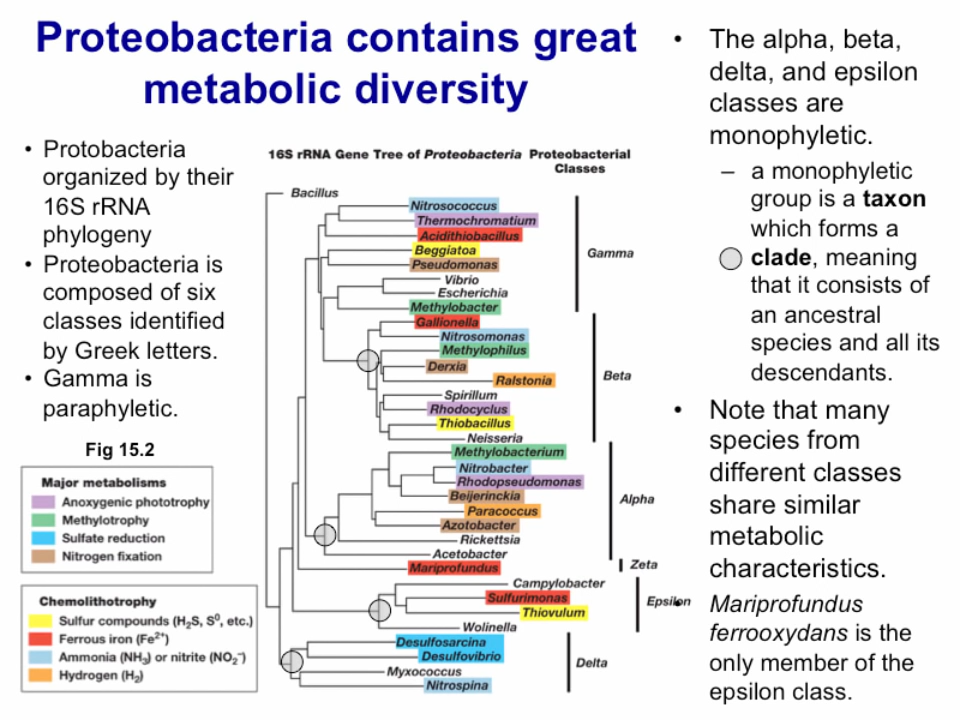 Proteobacteria contains great
metabolic diversity
• Protobacteria
organized by their
16S rRNA
phylogeny
• Proteobacteria is
composed of six
classes identified
by Greek letters.
• Gamma is
paraphyletic.
Fig 15.2
Major metabolisms
Anoxygenic phototrophy
Methylotrophy
Sulfate reduction
Nitrogen fixation
Chemolithotrophy
Sulfur compounds (H₂S, S⁰, etc.)
Ferrous iron (Fe²⁺)
Ammonia (NH₃) or nitrite (NO₂⁻)
Hydrogen (H₂)
16S rRNA Gene Tree of Proteobacteria
Proteobacterial
Classes
Bacillus
Nitrosococcus
Thermochromatium
Acidithiobacillus
Beggiatoa
Pseudomonas
Vibrio
Escherichia
Methylobacter
Gallionella
Nitrosomonas
Methylophilus
Derxia
Ralstonia
Spirillum
Rhodocyclus
Thiobacillus
Neisseria
Methylobacterium
Nitrobacter
Rhodopseudomonas
Beijerinckia
Paracoccus
Azotobacter
Rickettsia
Acetobacter
Mariprofundus
Campylobacter
Sulfurimonas
Thiovulum
Wolinella
Desulfosarcina
Desulfovibrio
Myxococcus
Nitrospina
Gamma
Beta
Alpha
Zeta
Epsilon
Delta
• The alpha, beta,
delta, and epsilon
classes are
monophyletic.
– a monophyletic
group is a taxon
which forms a
clade, meaning
that it consists of
an ancestral
species and all its
descendants.
• Note that many
species from
different classes
share similar
metabolic
characteristics.
• Mariprofundus
ferrooxydans is the
only member of the
epsilon class.